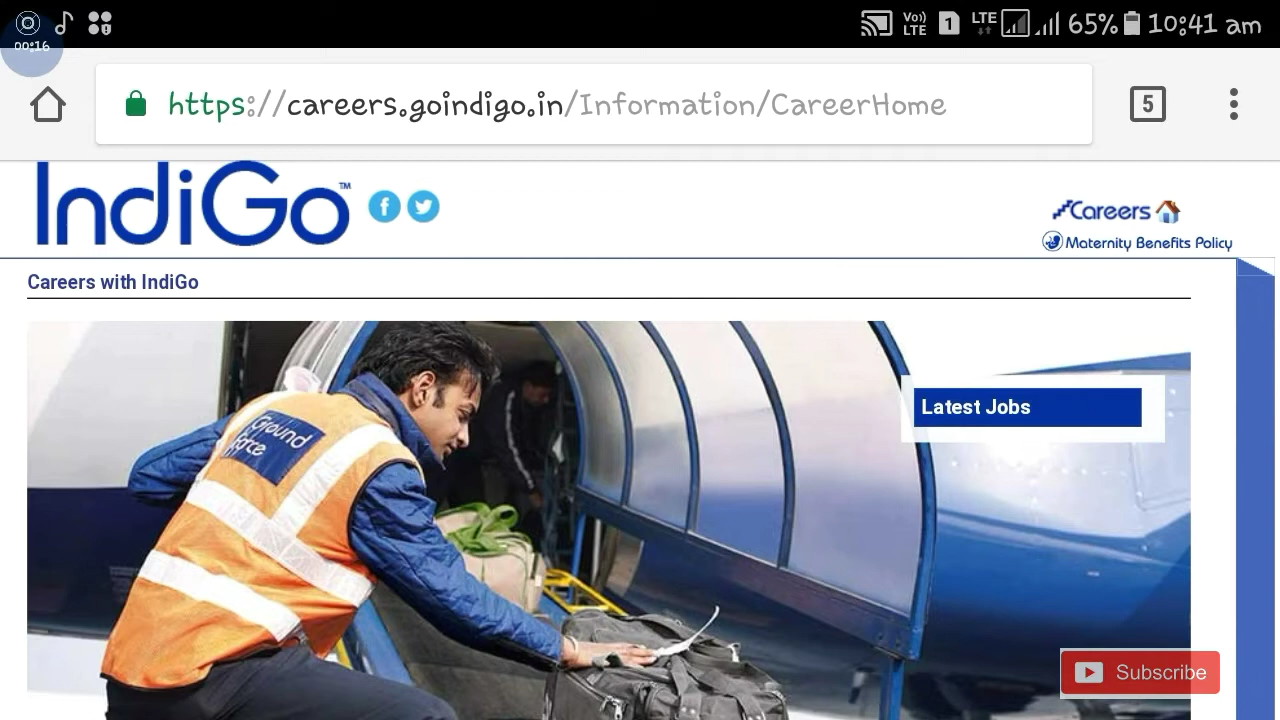 00:16
Vo)) LTE 1 LTE 65% 10:41 am
https://careers.goindigo.in/Information/CareerHome
5
IndiGo™
Careers
Maternity Benefits Policy
Careers with IndiGo
Latest Jobs
Ground
Force
Subscribe